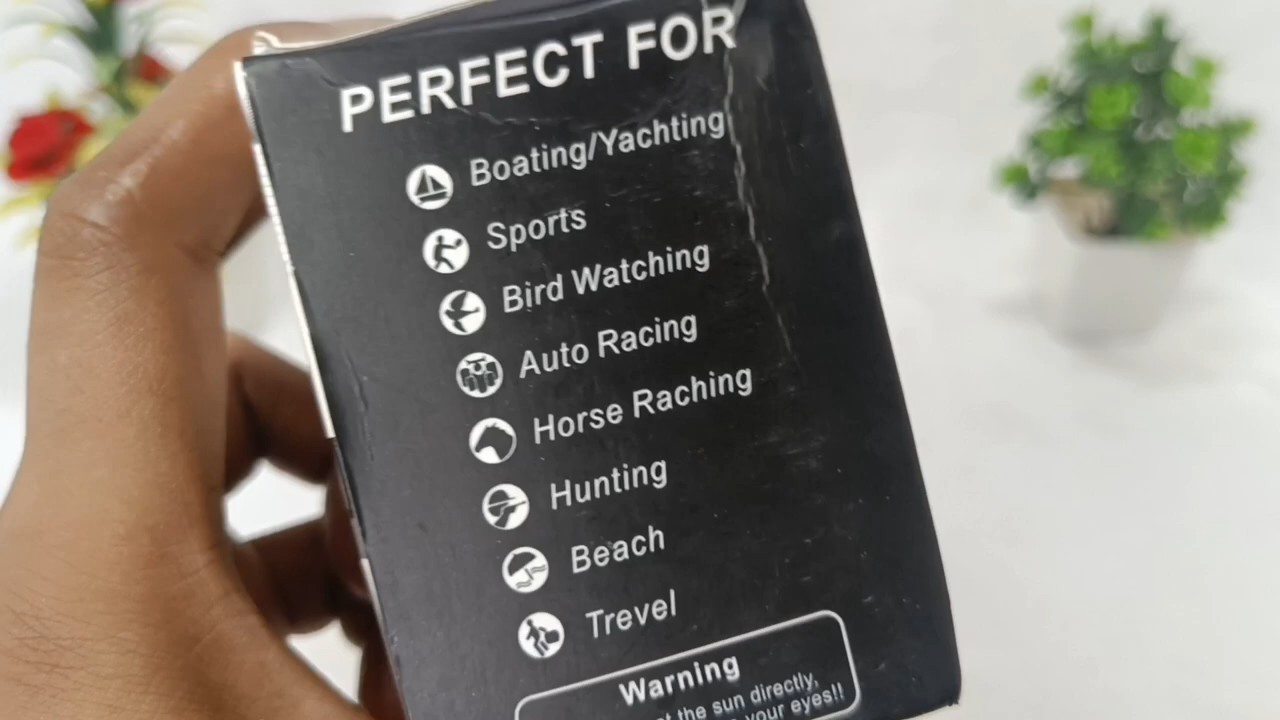 PERFECT FOR
Boating/Yachting
Sports
Bird Watching
Auto Racing
Horse Raching
Hunting
Beach
Trevel
Warning
the sun directly,
your eyes!!